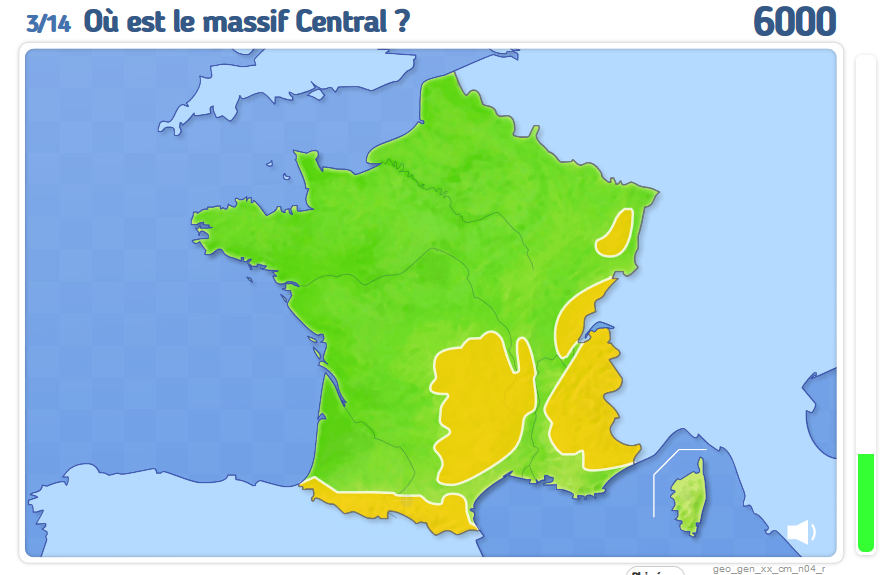 3/14 Où est le massif Central ?
6000
geo_gen_xx_cm_n04_r